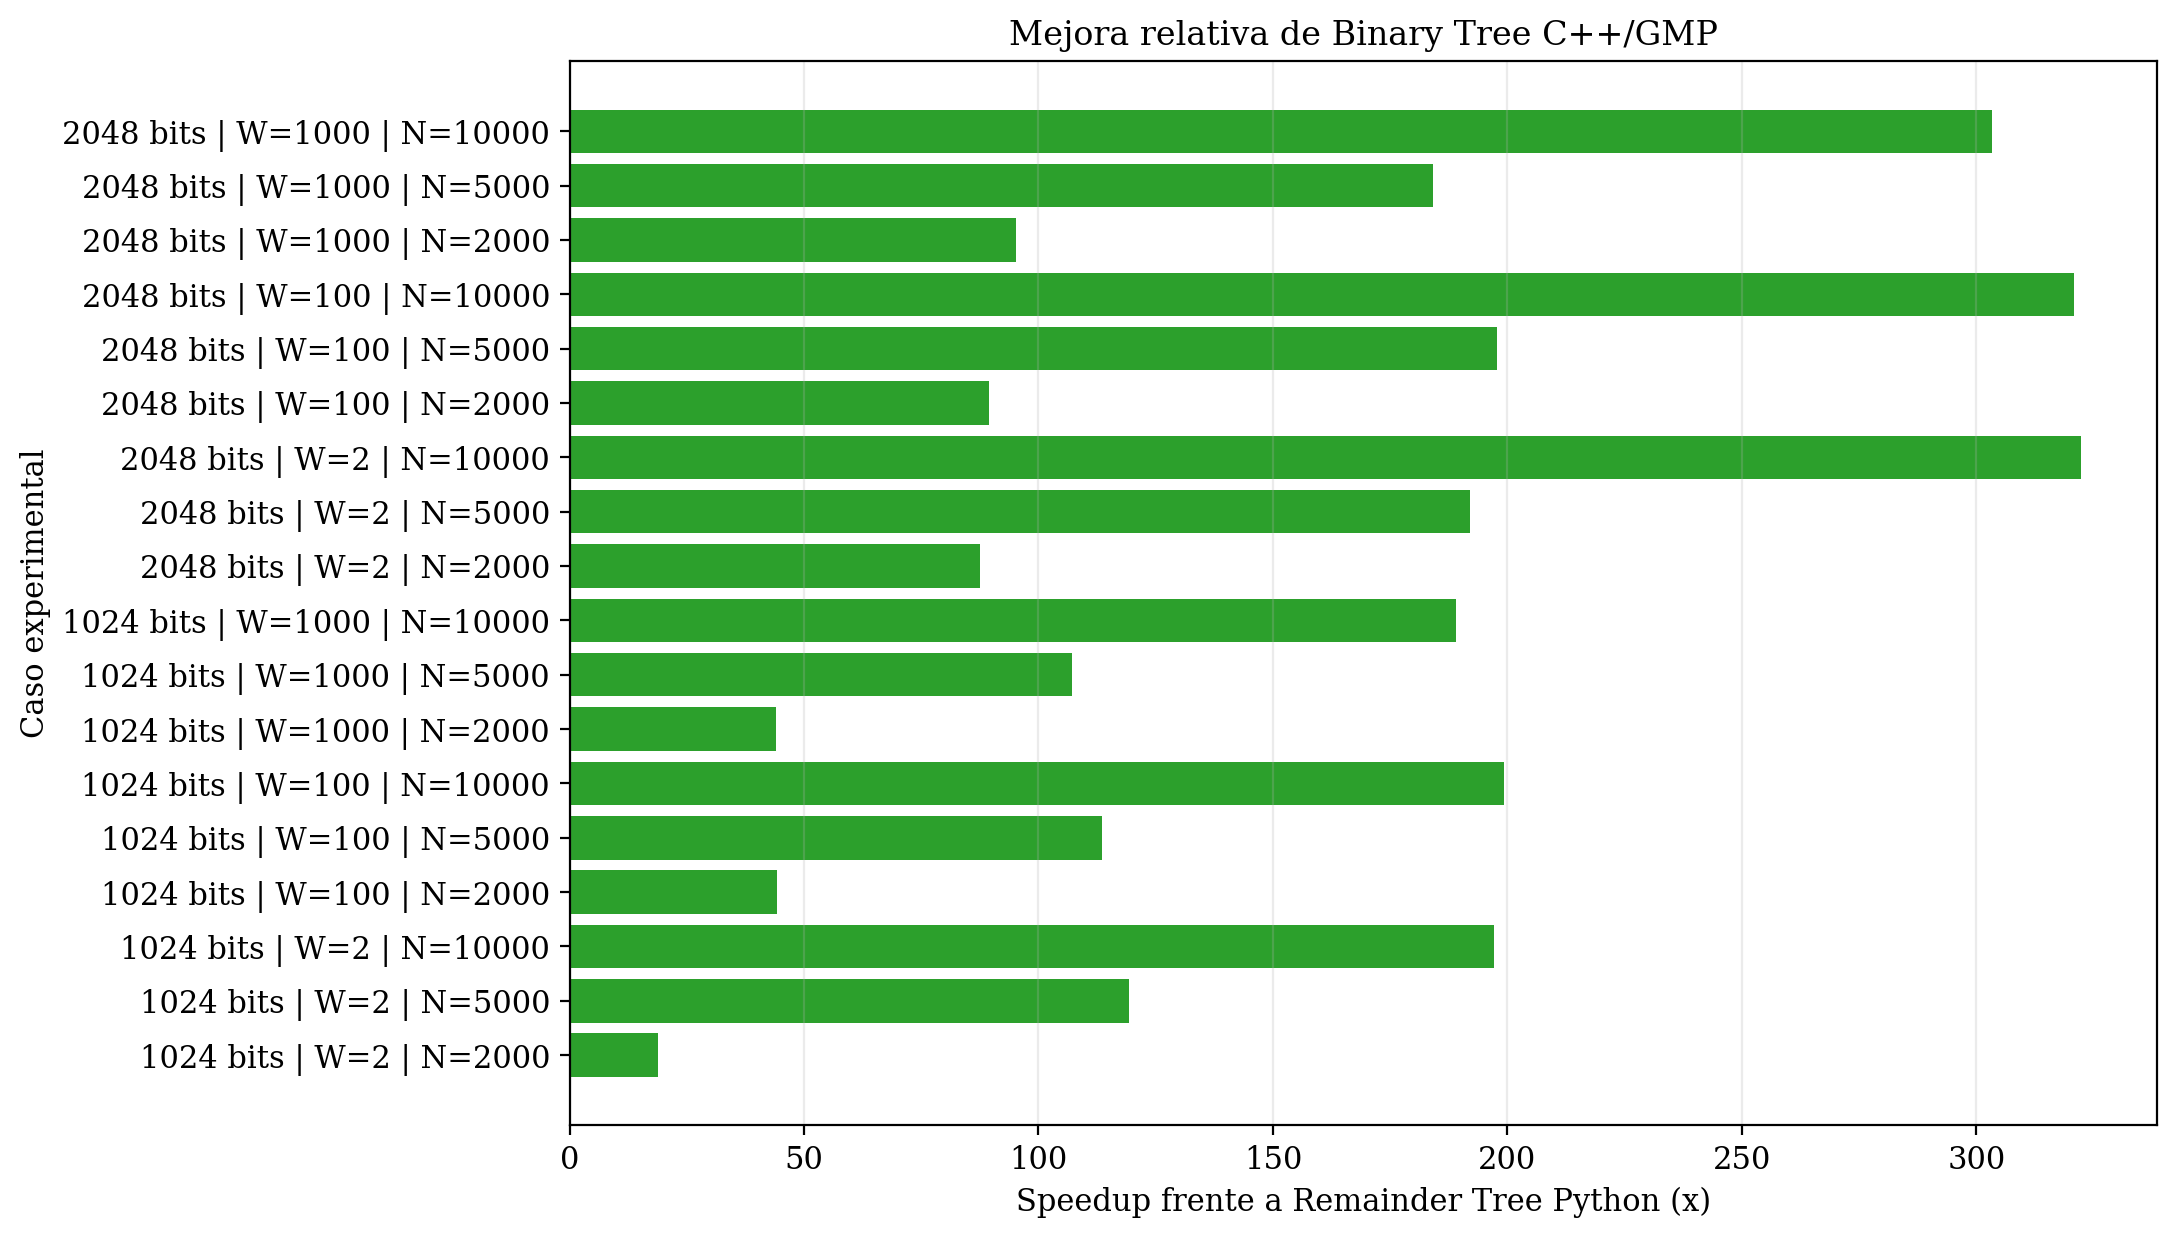 Mejora relativa de Binary Tree C++/GMP
2048 bits | W=1000 | N=10000
2048 bits | W=1000 | N=5000
2048 bits | W=1000 | N=2000
2048 bits | W=100 | N=10000
2048 bits | W=100 | N=5000
2048 bits | W=100 | N=2000
2048 bits | W=2 | N=10000
2048 bits | W=2 | N=5000
2048 bits | W=2 | N=2000
1024 bits | W=1000 | N=10000
1024 bits | W=1000 | N=5000
1024 bits | W=1000 | N=2000
1024 bits | W=100 | N=10000
1024 bits | W=100 | N=5000
1024 bits | W=100 | N=2000
1024 bits | W=2 | N=10000
1024 bits | W=2 | N=5000
1024 bits | W=2 | N=2000
Caso experimental
0 50 100 150 200 250 300
Speedup frente a Remainder Tree Python (x)